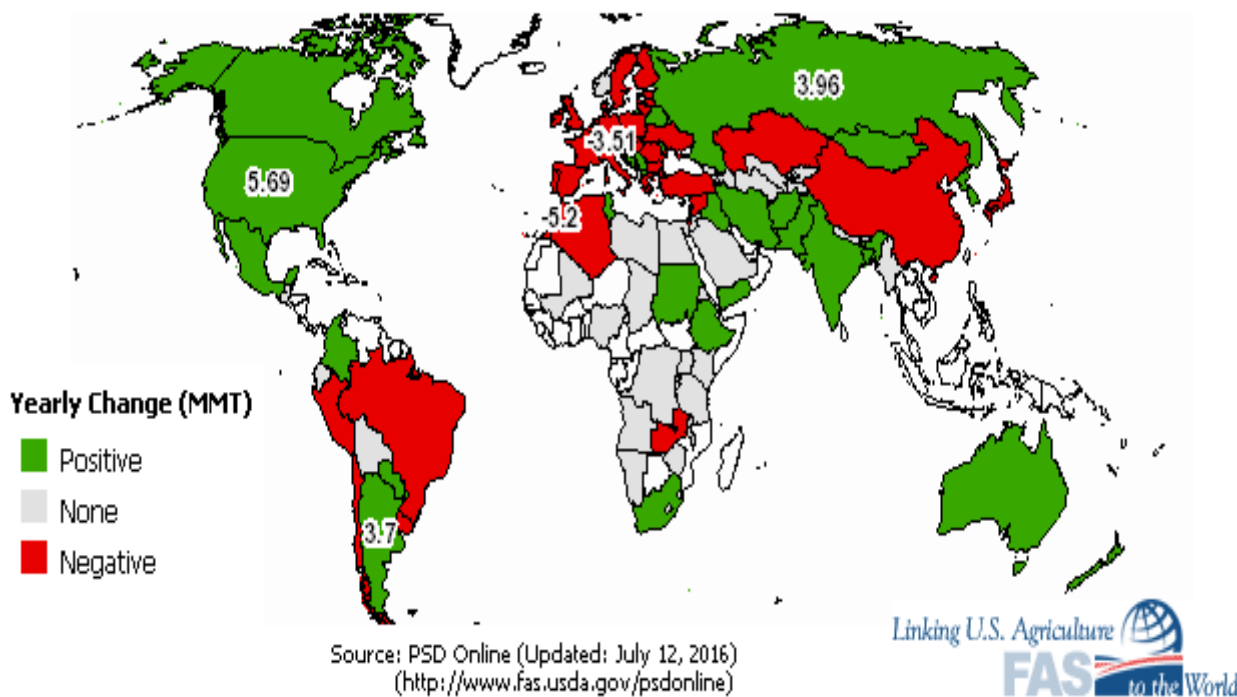 3.96
-3.51
5.69
-5.2
3.7
Yearly Change (MMT)
Positive
None
Negative
Source: PSD Online (Updated: July 12, 2016)
(http://www.fas.usda.gov/psdonline)
Linking U.S. Agriculture
FAS to the World